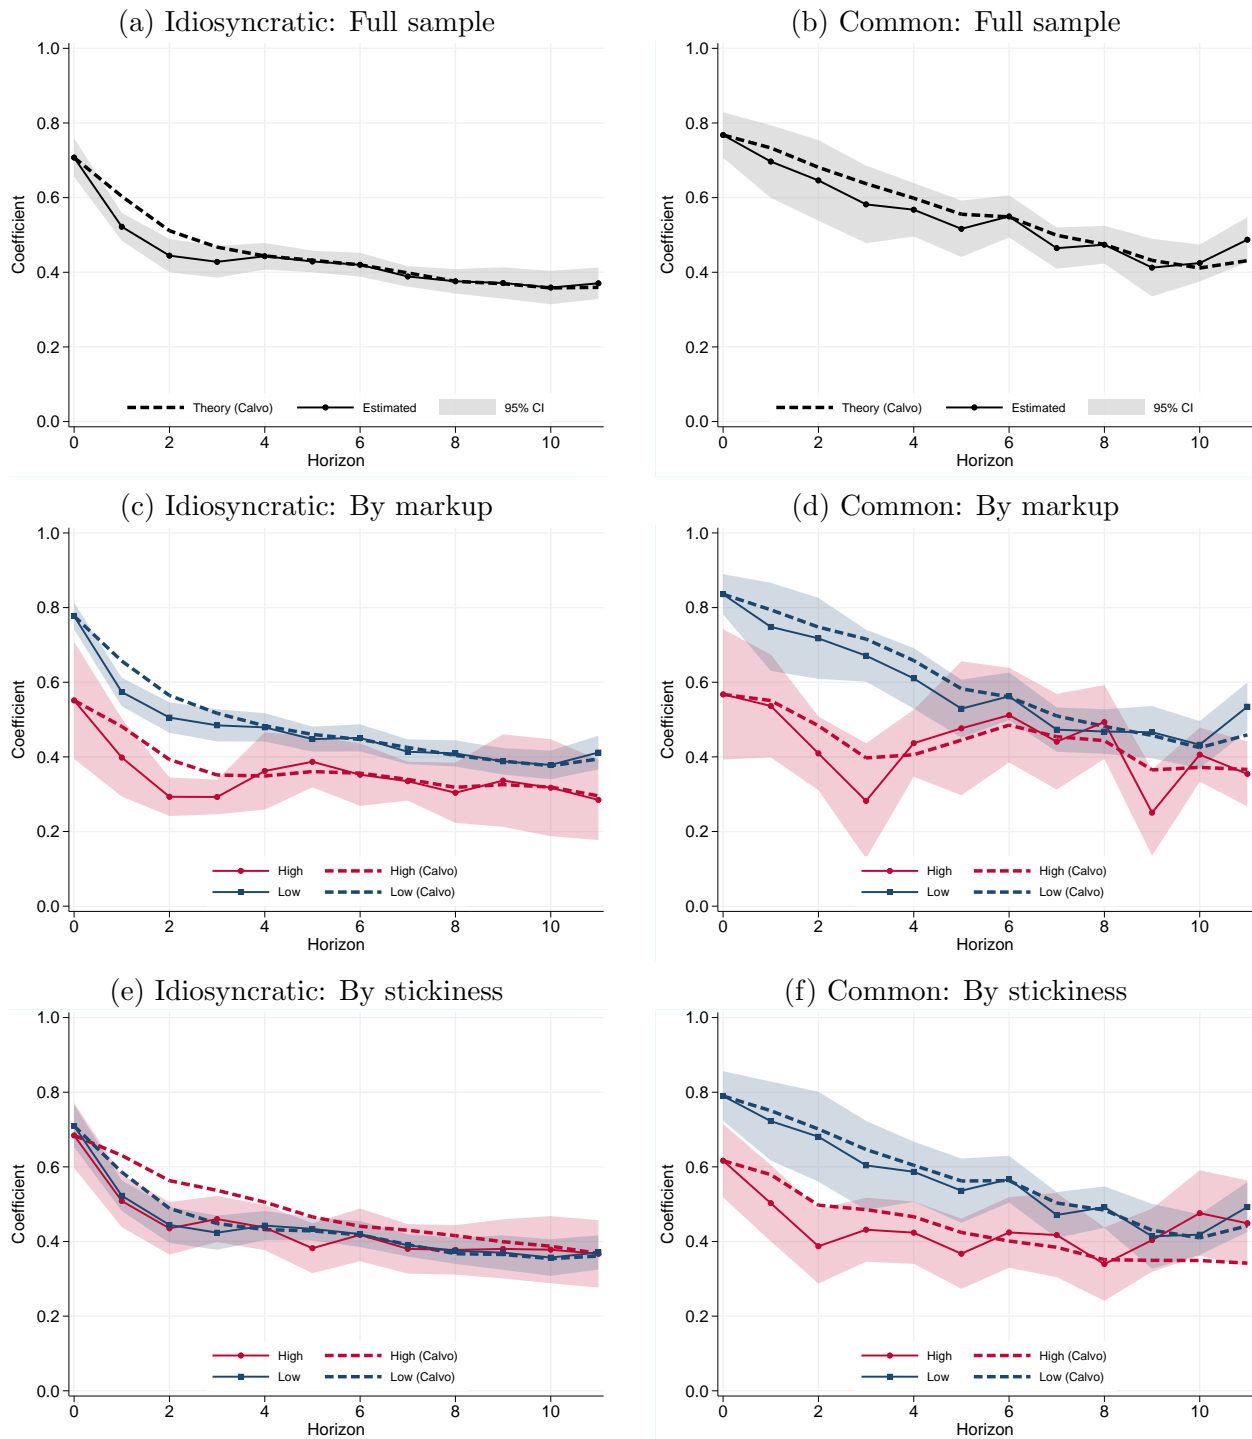 (a) Idiosyncratic: Full sample
1.0
0.8
0.6
0.4
0.2
0.0
Coefficient
Theory (Calvo) Estimated 95% CI
0 2 4 6 8 10
Horizon
(b) Common: Full sample
1.0
0.8
0.6
0.4
0.2
0.0
Coefficient
Theory (Calvo) Estimated 95% CI
0 2 4 6 8 10
Horizon
(c) Idiosyncratic: By markup
1.0
0.8
0.6
0.4
0.2
0.0
Coefficient
High High (Calvo)
Low Low (Calvo)
0 2 4 6 8 10
Horizon
(d) Common: By markup
1.0
0.8
0.6
0.4
0.2
0.0
Coefficient
High High (Calvo)
Low Low (Calvo)
0 2 4 6 8 10
Horizon
(e) Idiosyncratic: By stickiness
1.0
0.8
0.6
0.4
0.2
0.0
Coefficient
High High (Calvo)
Low Low (Calvo)
0 2 4 6 8 10
Horizon
(f) Common: By stickiness
1.0
0.8
0.6
0.4
0.2
0.0
Coefficient
High High (Calvo)
Low Low (Calvo)
0 2 4 6 8 10
Horizon